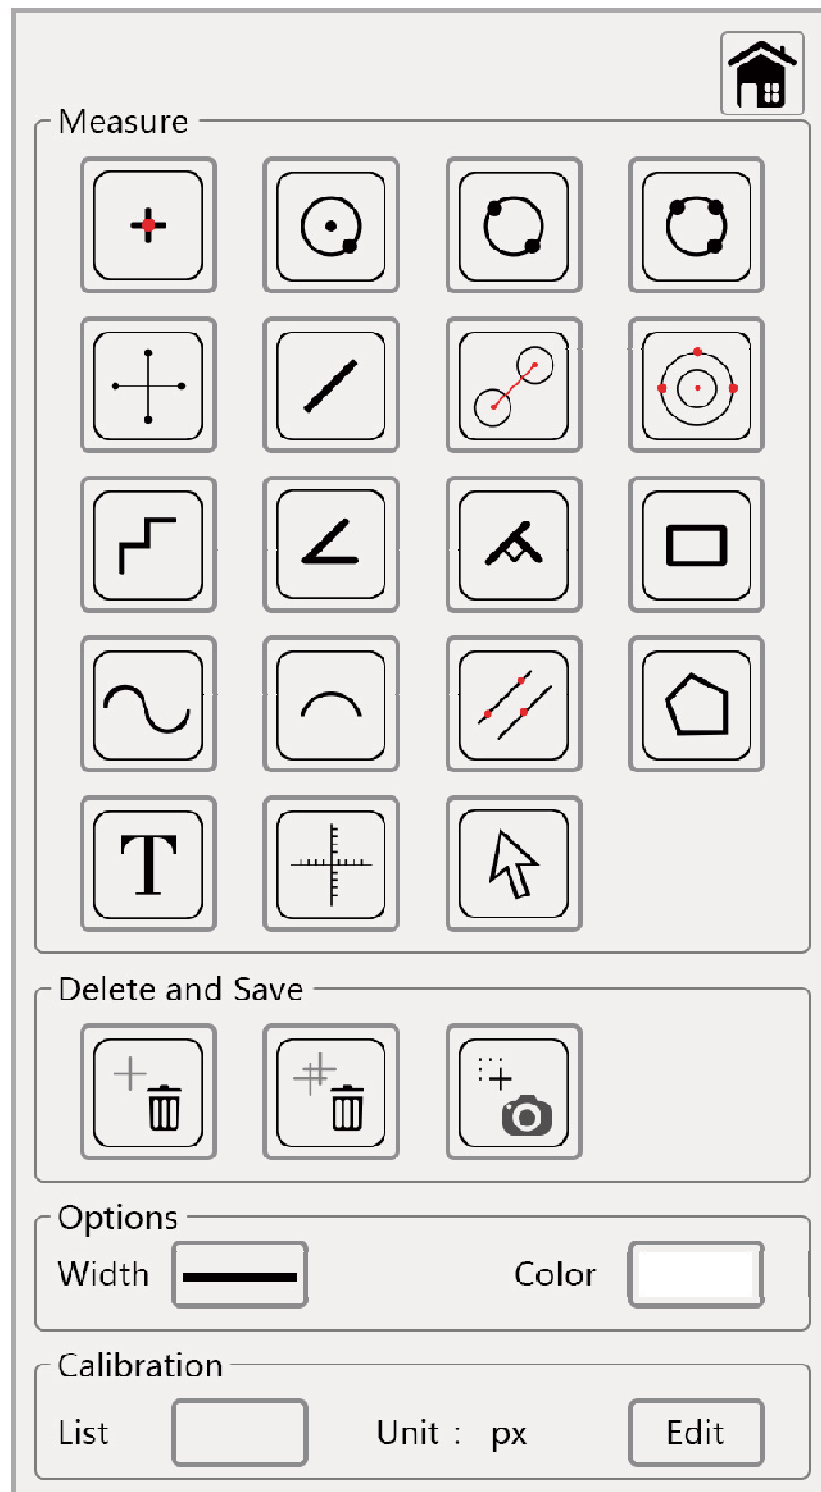 Measure
T
Delete and Save
Options
Width Color
Calibration
List Unit : px Edit